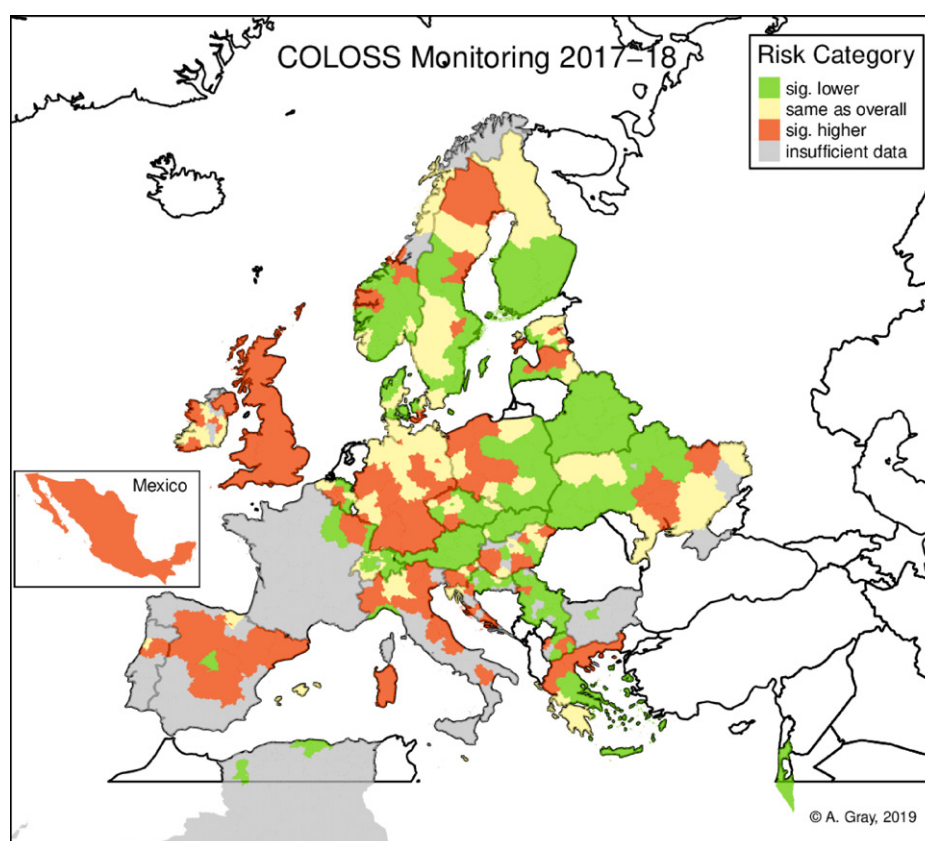 COLOSS Monitoring 2017–18
Risk Category
sig. lower
same as overall
sig. higher
insufficient data
Mexico
© A. Gray, 2019